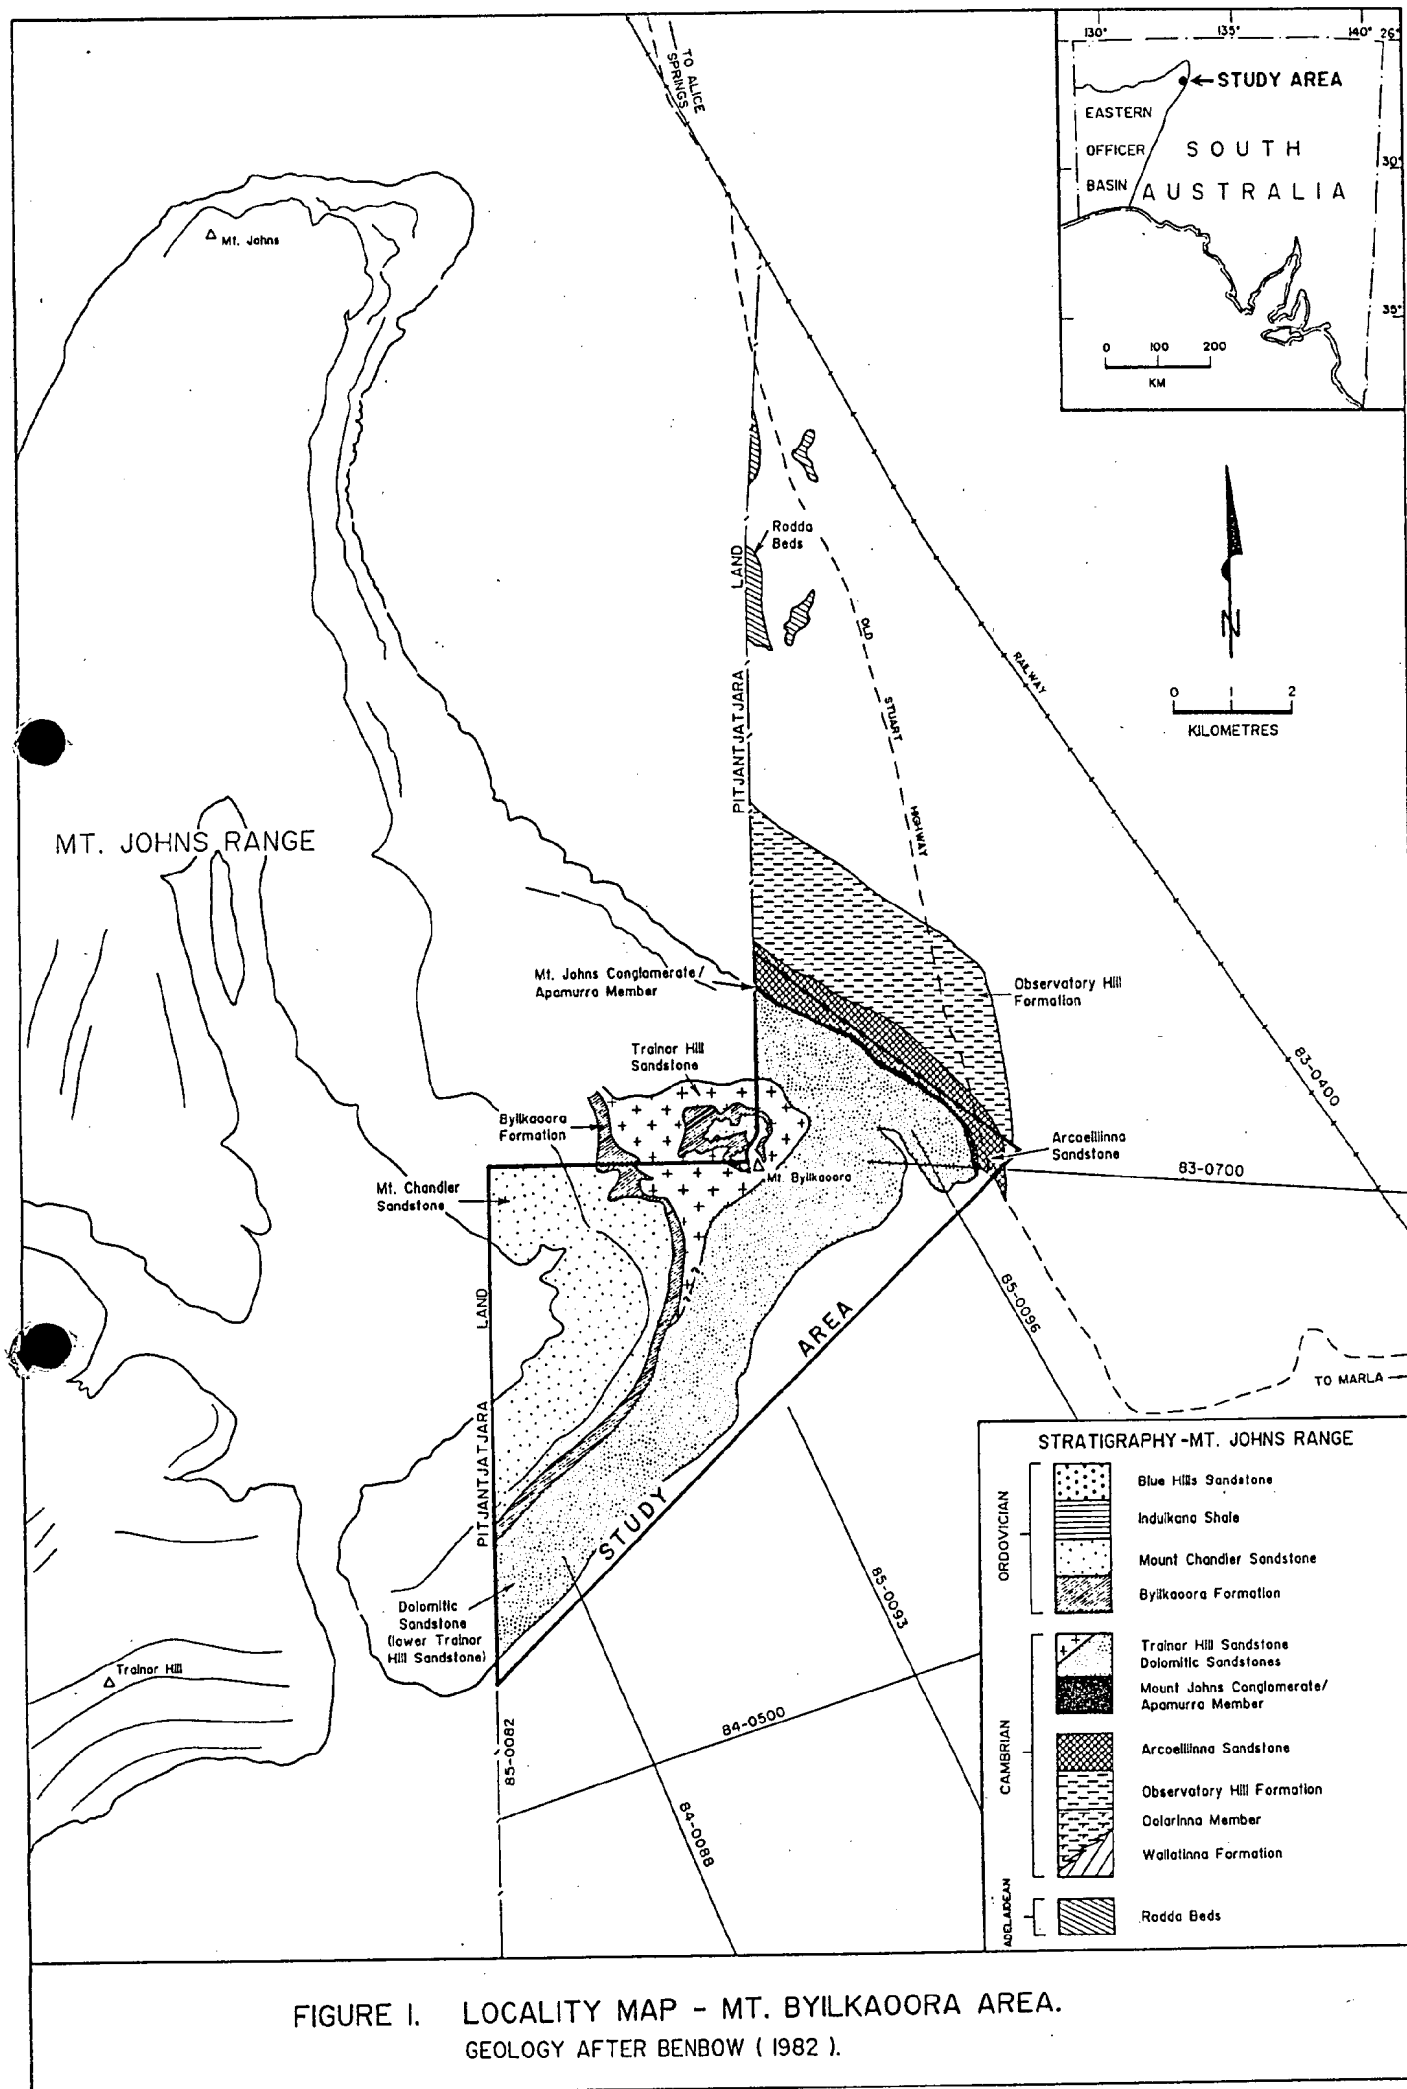 TO ALICE
SPRINGS
130°
135°
140°
26°
STUDY AREA
EASTERN
OFFICER
BASIN
SOUTH
AUSTRALIA
30°
35°
0 100 200
KM
Mt. Johns
Rodda
Beds
PITJANTJATJARA LAND
OLD STUART HIGHWAY
RAILWAY
N
0 1 2
KILOMETRES
MT. JOHNS RANGE
Mt. Johns Conglomerate/
Apamurra Member
Observatory Hill
Formation
Trainor Hill
Sandstone
83-0400
Byilkaoora
Formation
Arcoeillinna
Sandstone
83-0700
Mt. Byilkaoora
Mt. Chandler
Sandstone
? ?
85-0096
PITJANTJATJARA LAND
STUDY AREA
TO MARLA
85-0093
Dolomitic
Sandstone
(lower Trainor
Hill Sandstone)
Trainor Hill
84-0500
85-0082
84-0088
STRATIGRAPHY-MT. JOHNS RANGE
ORDOVICIAN
Blue Hills Sandstone
Indulkana Shale
Mount Chandler Sandstone
Byilkaoora Formation
CAMBRIAN
Trainor Hill Sandstone
Dolomitic Sandstones
Mount Johns Conglomerate/
Apamurra Member
Arcoeillinna Sandstone
Observatory Hill Formation
Oolarinna Member
Wallatinna Formation
ADELAIDEAN
Rodda Beds
FIGURE 1. LOCALITY MAP - MT. BYILKAOORA AREA.
GEOLOGY AFTER BENBOW ( 1982 ).